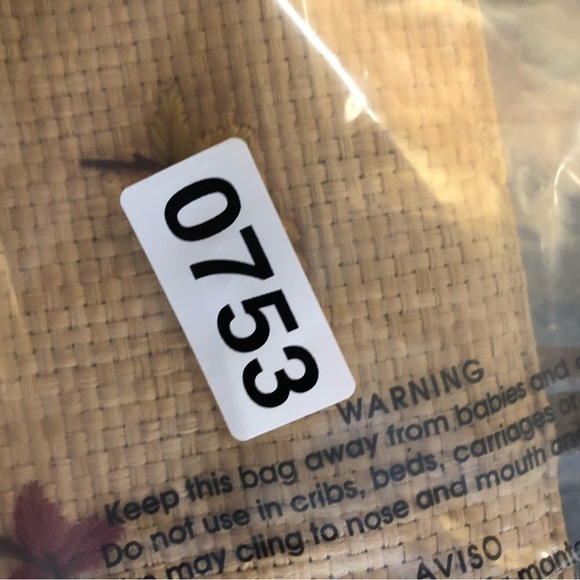 0753
WARNING
Keep this bag away from babies and
Do not use in cribs, beds, carriages or
may cling to nose and mouth and
AVISO